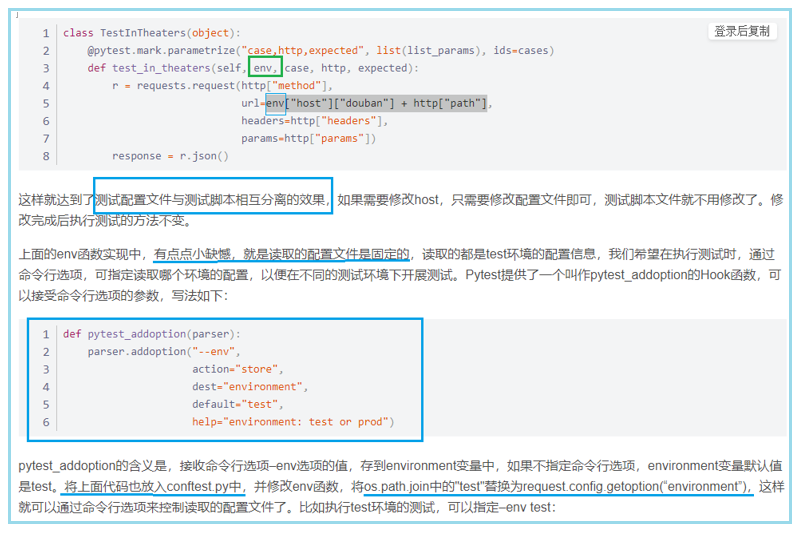 1 class TestInTheaters(object):
登录后复制
2 @pytest.mark.parametrize("case,http,expected", list(list_params), ids=cases)
3 def test_in_theaters(self, env, case, http, expected):
4 r = requests.request(http["method"],
5 url=env["host"]["douban"] + http["path"],
6 headers=http["headers"],
7 params=http["params"])
8 response = r.json()
这样就达到了测试配置文件与测试脚本相互分离的效果，如果需要修改host，只需要修改配置文件即可，测试脚本文件就不用修改了。修
改完成后执行测试的方法不变。
上面的env函数实现中，有点点小缺憾，就是读取的配置文件是固定的，读取的都是test环境的配置信息，我们希望在执行测试时，通过
命令行选项，可指定读取哪个环境的配置，以便在不同的测试环境下开展测试。Pytest提供了一个叫作pytest_addoption的Hook函数，可
以接受命令行选项的参数，写法如下：
1 def pytest_addoption(parser):
2 parser.addoption("--env",
3 action="store",
4 dest="environment",
5 default="test",
6 help="environment: test or prod")
pytest_addoption的含义是，接收命令行选项–env选项的值，存到environment变量中，如果不指定命令行选项，environment变量默认值
是test。将上面代码也放入conftest.py中，并修改env函数，将os.path.join中的"test"替换为request.config.getoption(“environment”)，这样
就可以通过命令行选项来控制读取的配置文件了。比如执行test环境的测试，可以指定–env test：